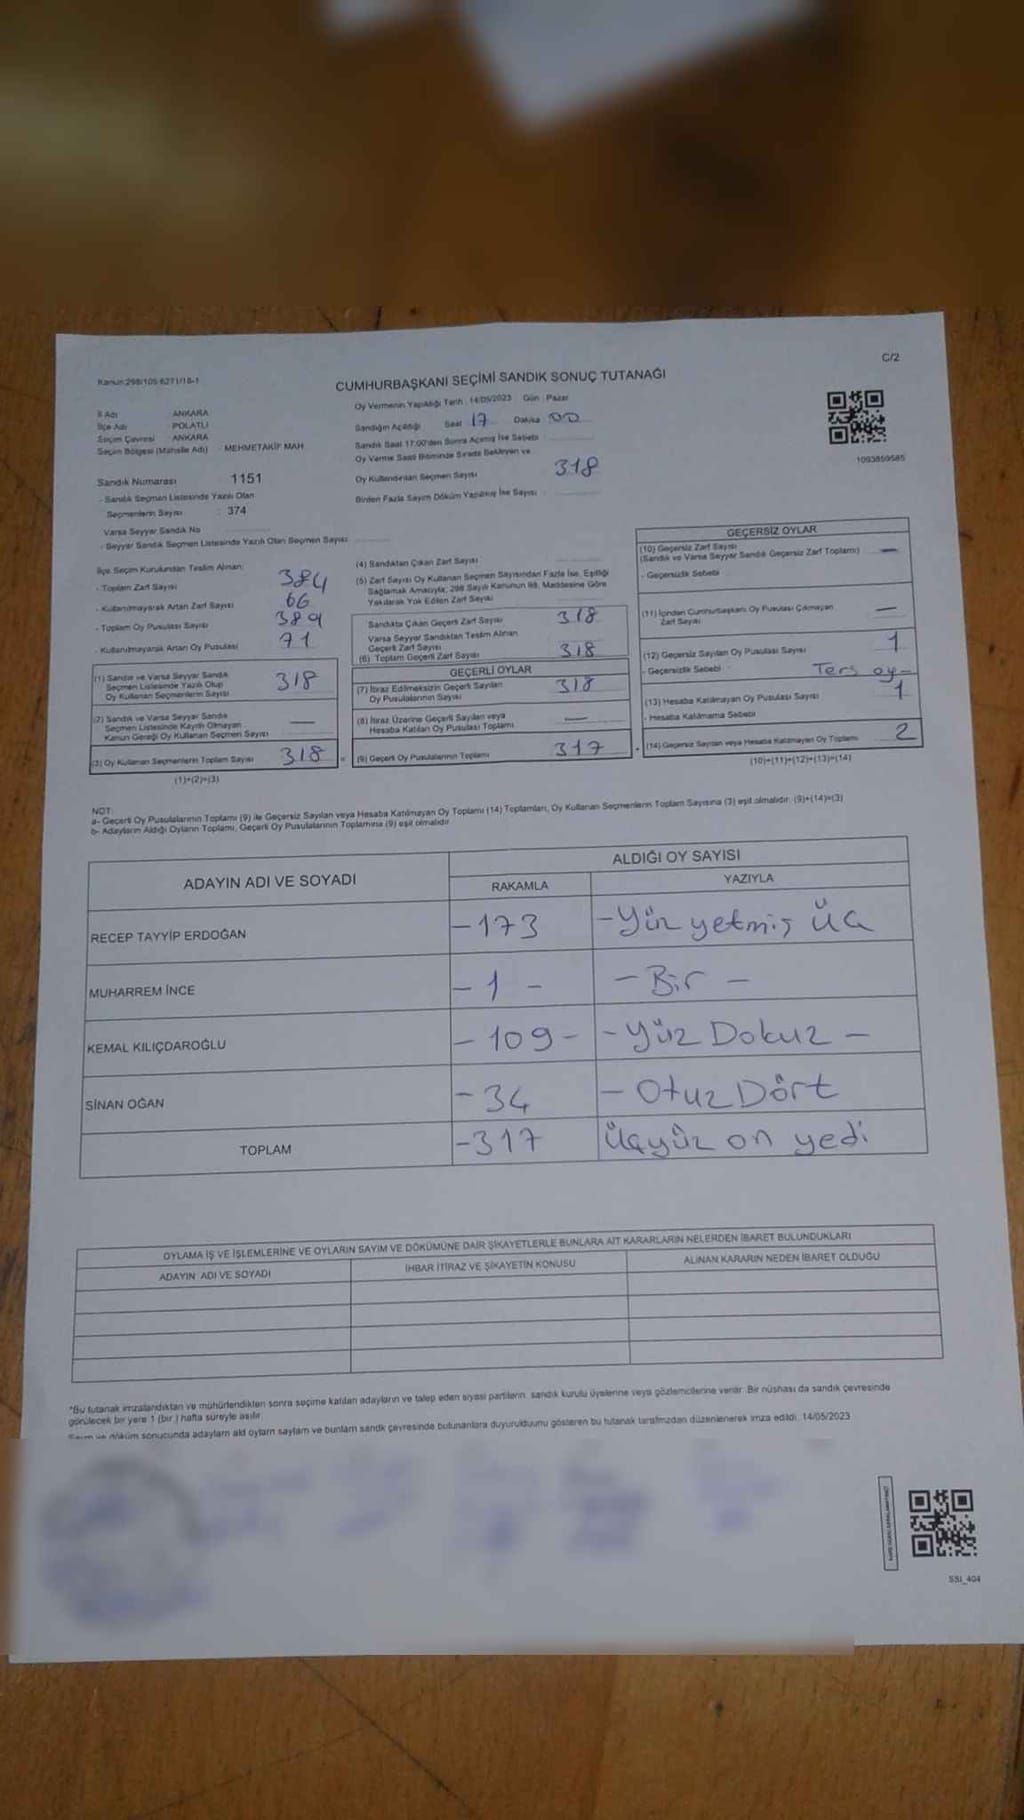 Kanun:298/105 6271/18-1
C/2
CUMHURBAŞKANI SEÇİMİ SANDIK SONUÇ TUTANAĞI
İl Adı ANKARA
İlçe Adı POLATLI
Seçim Çevresi ANKARA
Seçim Bölgesi (Mahalle Adı) MEHMETAKİF MAH
Oy Vermenin Yapıldığı Tarih : 14/05/2023 Gün : Pazar
Sandığın Açıldığı Saat 17 Dakika 00
Sandık Saat 17:00'den Sonra Açılmış İse Sebebi
Oy Verme Saati Bitiminde Sırada Bekleyen ve
Oy Kullandırılan Seçmen Sayısı 318
Birden Fazla Sayım Döküm Yapılmış İse Sayısı
1093859585
Sandık Numarası 1151
- Sandık Seçmen Listesinde Yazılı Olan
Seçmenlerin Sayısı : 374
Varsa Seyyar Sandık No
- Seyyar Sandık Seçmen Listesinde Yazılı Olan Seçmen Sayısı
İlçe Seçim Kurulundan Teslim Alınan:
- Toplam Zarf Sayısı 384
- Kullanılmayarak Artan Zarf Sayısı 66
- Toplam Oy Pusulası Sayısı 389
- Kullanılmayarak Artan Oy Pusulası 71
(1) Sandık ve Varsa Seyyar Sandık
Seçmen Listesinde Yazılı Olup
Oy Kullanan Seçmenlerin Sayısı 318
(2) Sandık ve Varsa Seyyar Sandık
Seçmen Listesinde Kayıtlı Olmayan
Kanun Gereği Oy Kullanan Seçmen Sayısı —
(3) Oy Kullanan Seçmenlerin Toplam Sayısı 318
(1)+(2)=(3)
(4) Sandıktan Çıkan Zarf Sayısı
(5) Zarf Sayısı Oy Kullanan Seçmen Sayısından Fazla İse, Eşitliği
Sağlamak Amacıyla, 298 Sayılı Kanunun 98. Maddesine Göre
Yakılarak Yok Edilen Zarf Sayısı
Sandıkta Çıkan Geçerli Zarf Sayısı 318
Varsa Seyyar Sandıktan Teslim Alınan
Geçerli Zarf Sayısı
(6) Toplam Geçerli Zarf Sayısı 318
GEÇERLİ OYLAR
(7) İtiraz Edilmeksizin Geçerli Sayılan
Oy Pusulalarının Sayısı 318
(8) İtiraz Üzerine Geçerli Sayılan veya
Hesaba Katılan Oy Pusulası Toplamı —
(9) Geçerli Oy Pusulalarının Toplamı 317
GEÇERSİZ OYLAR
(10) Geçersiz Zarf Sayısı
(Sandık ve Varsa Seyyar Sandık Geçersiz Zarf Toplamı) —
- Geçersizlik Sebebi
(11) İçinden Cumhurbaşkanı Oy Pusulası Çıkmayan
Zarf Sayısı —
(12) Geçersiz Sayılan Oy Pusulası Sayısı 1
- Geçersizlik Sebebi Ters oy-
(13) Hesaba Katılmayan Oy Pusulası Sayısı 1
- Hesaba Katılmama Sebebi
(14) Geçersiz Sayılan veya Hesaba Katılmayan Oy Toplamı 2
(10)+(11)+(12)+(13)=(14)
NOT:
a- Geçerli Oy Pusulalarının Toplamı (9) ile Geçersiz Sayılan veya Hesaba Katılmayan Oy Toplamı (14) Toplamları, Oy Kullanan Seçmenlerin Toplam Sayısına (3) eşit olmalıdır. (9)+(14)=(3)
b- Adayların Aldığı Oyların Toplamı, Geçerli Oy Pusulalarının Toplamına (9) eşit olmalıdır.
ADAYIN ADI VE SOYADI
ALDIĞI OY SAYISI
RAKAMLA YAZIYLA
RECEP TAYYİP ERDOĞAN -173 -Yüz yetmiş üç
MUHARREM İNCE -1- -Bir-
KEMAL KILIÇDAROĞLU -109- -Yüz Dokuz-
SİNAN OĞAN -34 -Otuz Dört
TOPLAM -317 üçyüz on yedi
OYLAMA İŞ VE İŞLEMLERİNE VE OYLARIN SAYIM VE DÖKÜMÜNE DAİR ŞİKAYETLERLE BUNLARA AİT KARARLARIN NELERDEN İBARET BULUNDUKLARI
ADAYIN ADI VE SOYADI İHBAR İTİRAZ VE ŞİKAYETİN KONUSU ALINAN KARARIN NEDEN İBARET OLDUĞU
*Bu tutanak imzalandıktan ve mühürlendikten sonra seçime katılan adayların ve talep eden siyasi partilerin sandık kurulu üyelerine veya gözlemcilerine verilir. Bir nüshası da sandık çevresinde
görülecek bir yere 1 (bir) hafta süreyle asılır.
Sayım ve döküm sonucunda adayların aldı oyların sayıların ve bunların sandk çevresinde bulunanlara duyurulduunu gösteren bu tutanak tarafımzdan düzenlenerek imza edildi. 14/05/2023
SSI_404